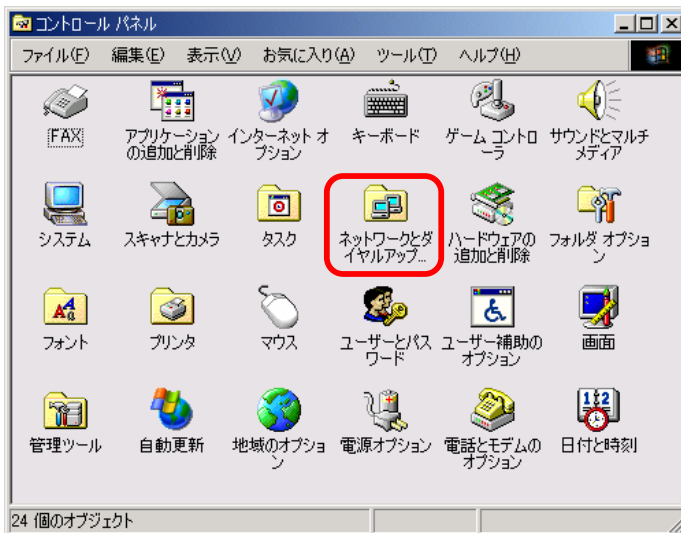 コントロール パネル
ファイル(F) 編集(E) 表示(V) お気に入り(A) ツール(T) ヘルプ(H)
FAX
アプリケーション
の追加と削除
インターネット オ
プション
キーボード
ゲーム コントロ
ーラ
サウンドとマルチ
メディア
システム
スキャナとカメラ
タスク
ネットワークとダ
イヤルアップ...
ハードウェアの
追加と削除
フォルダ オプショ
ン
フォント
プリンタ
マウス
ユーザーとパス
ワード
ユーザー補助の
オプション
画面
管理ツール
自動更新
地域のオプショ
ン
電源オプション
電話とモデムの
オプション
日付と時刻
24 個のオブジェクト